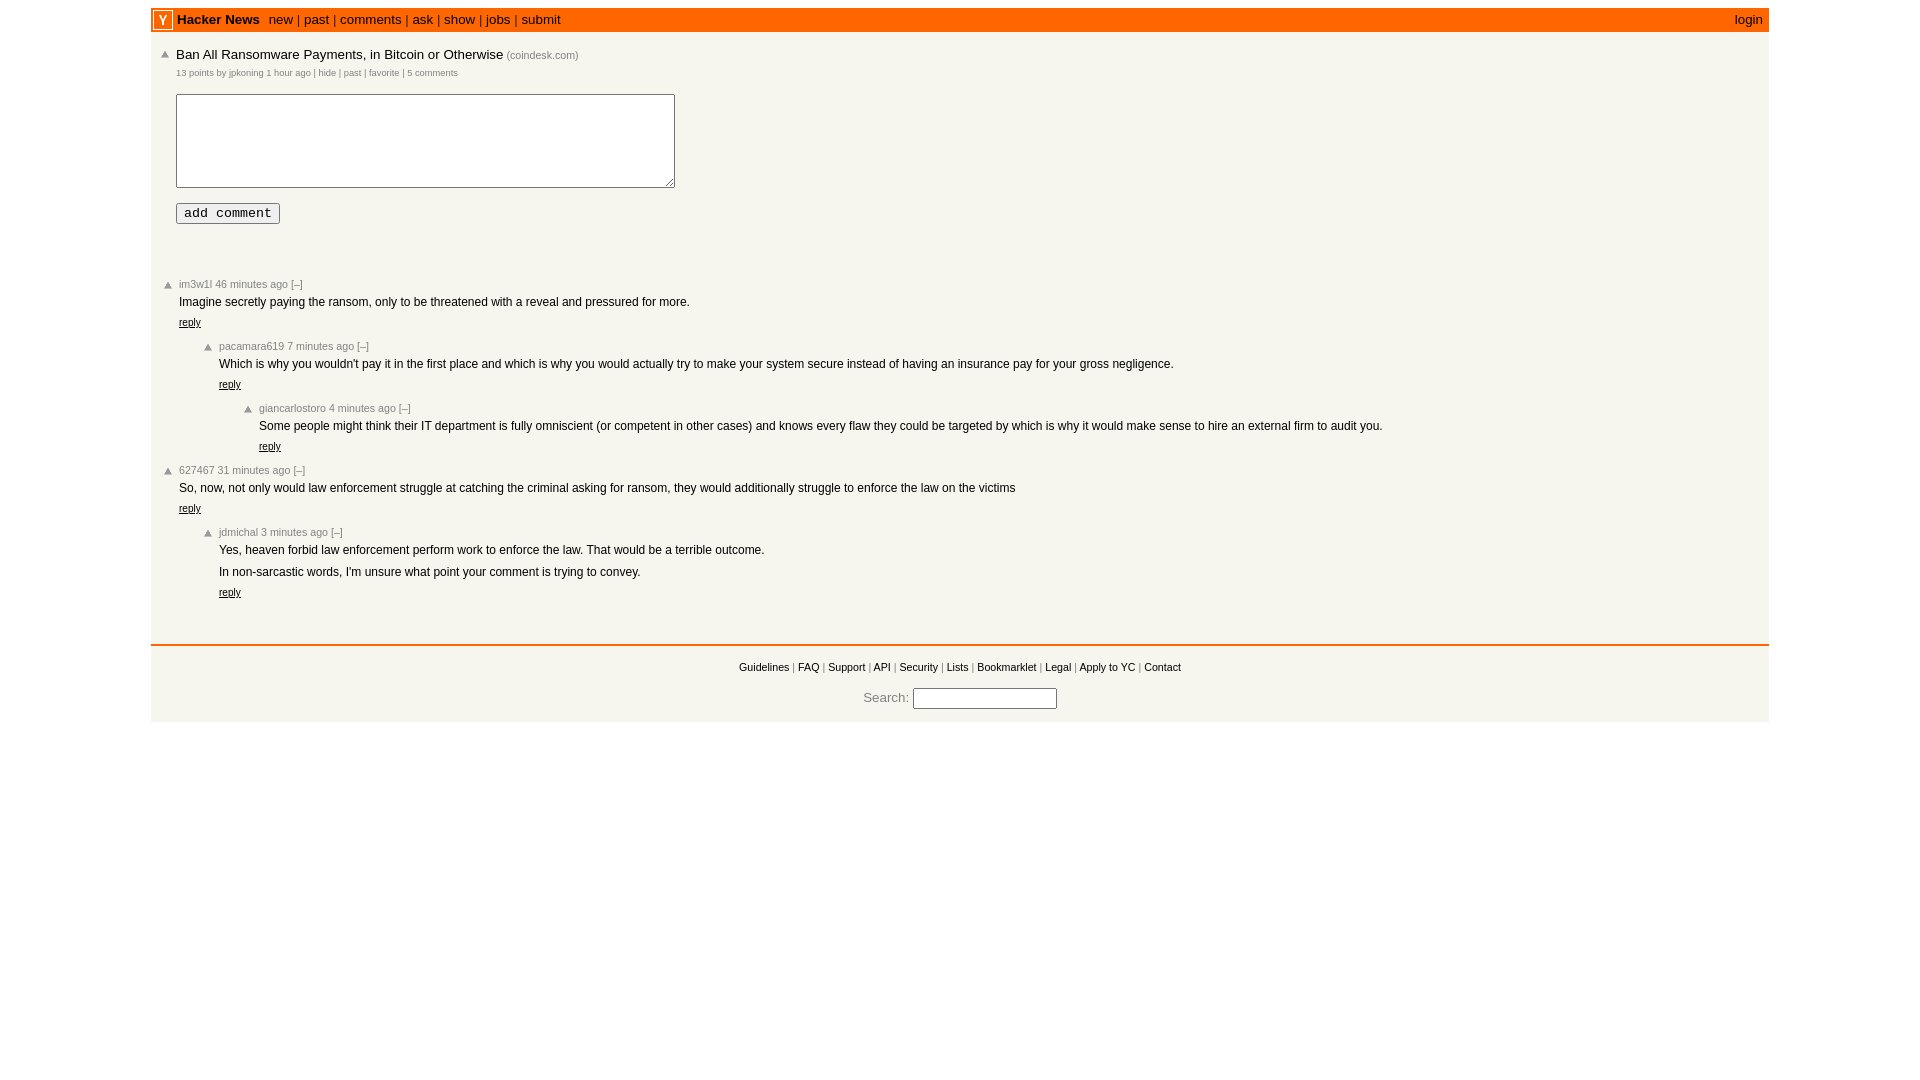 Y Hacker News new | past | comments | ask | show | jobs | submit login
Ban All Ransomware Payments, in Bitcoin or Otherwise (coindesk.com)
13 points by jpkoning 1 hour ago | hide | past | favorite | 5 comments
add comment
im3w1l 46 minutes ago [–]
Imagine secretly paying the ransom, only to be threatened with a reveal and pressured for more.
reply
pacamara619 7 minutes ago [–]
Which is why you wouldn't pay it in the first place and which is why you would actually try to make your system secure instead of having an insurance pay for your gross negligence.
reply
giancarlostoro 4 minutes ago [–]
Some people might think their IT department is fully omniscient (or competent in other cases) and knows every flaw they could be targeted by which is why it would make sense to hire an external firm to audit you.
reply
627467 31 minutes ago [–]
So, now, not only would law enforcement struggle at catching the criminal asking for ransom, they would additionally struggle to enforce the law on the victims
reply
jdmichal 3 minutes ago [–]
Yes, heaven forbid law enforcement perform work to enforce the law. That would be a terrible outcome.
In non-sarcastic words, I'm unsure what point your comment is trying to convey.
reply
Guidelines | FAQ | Support | API | Security | Lists | Bookmarklet | Legal | Apply to YC | Contact
Search: